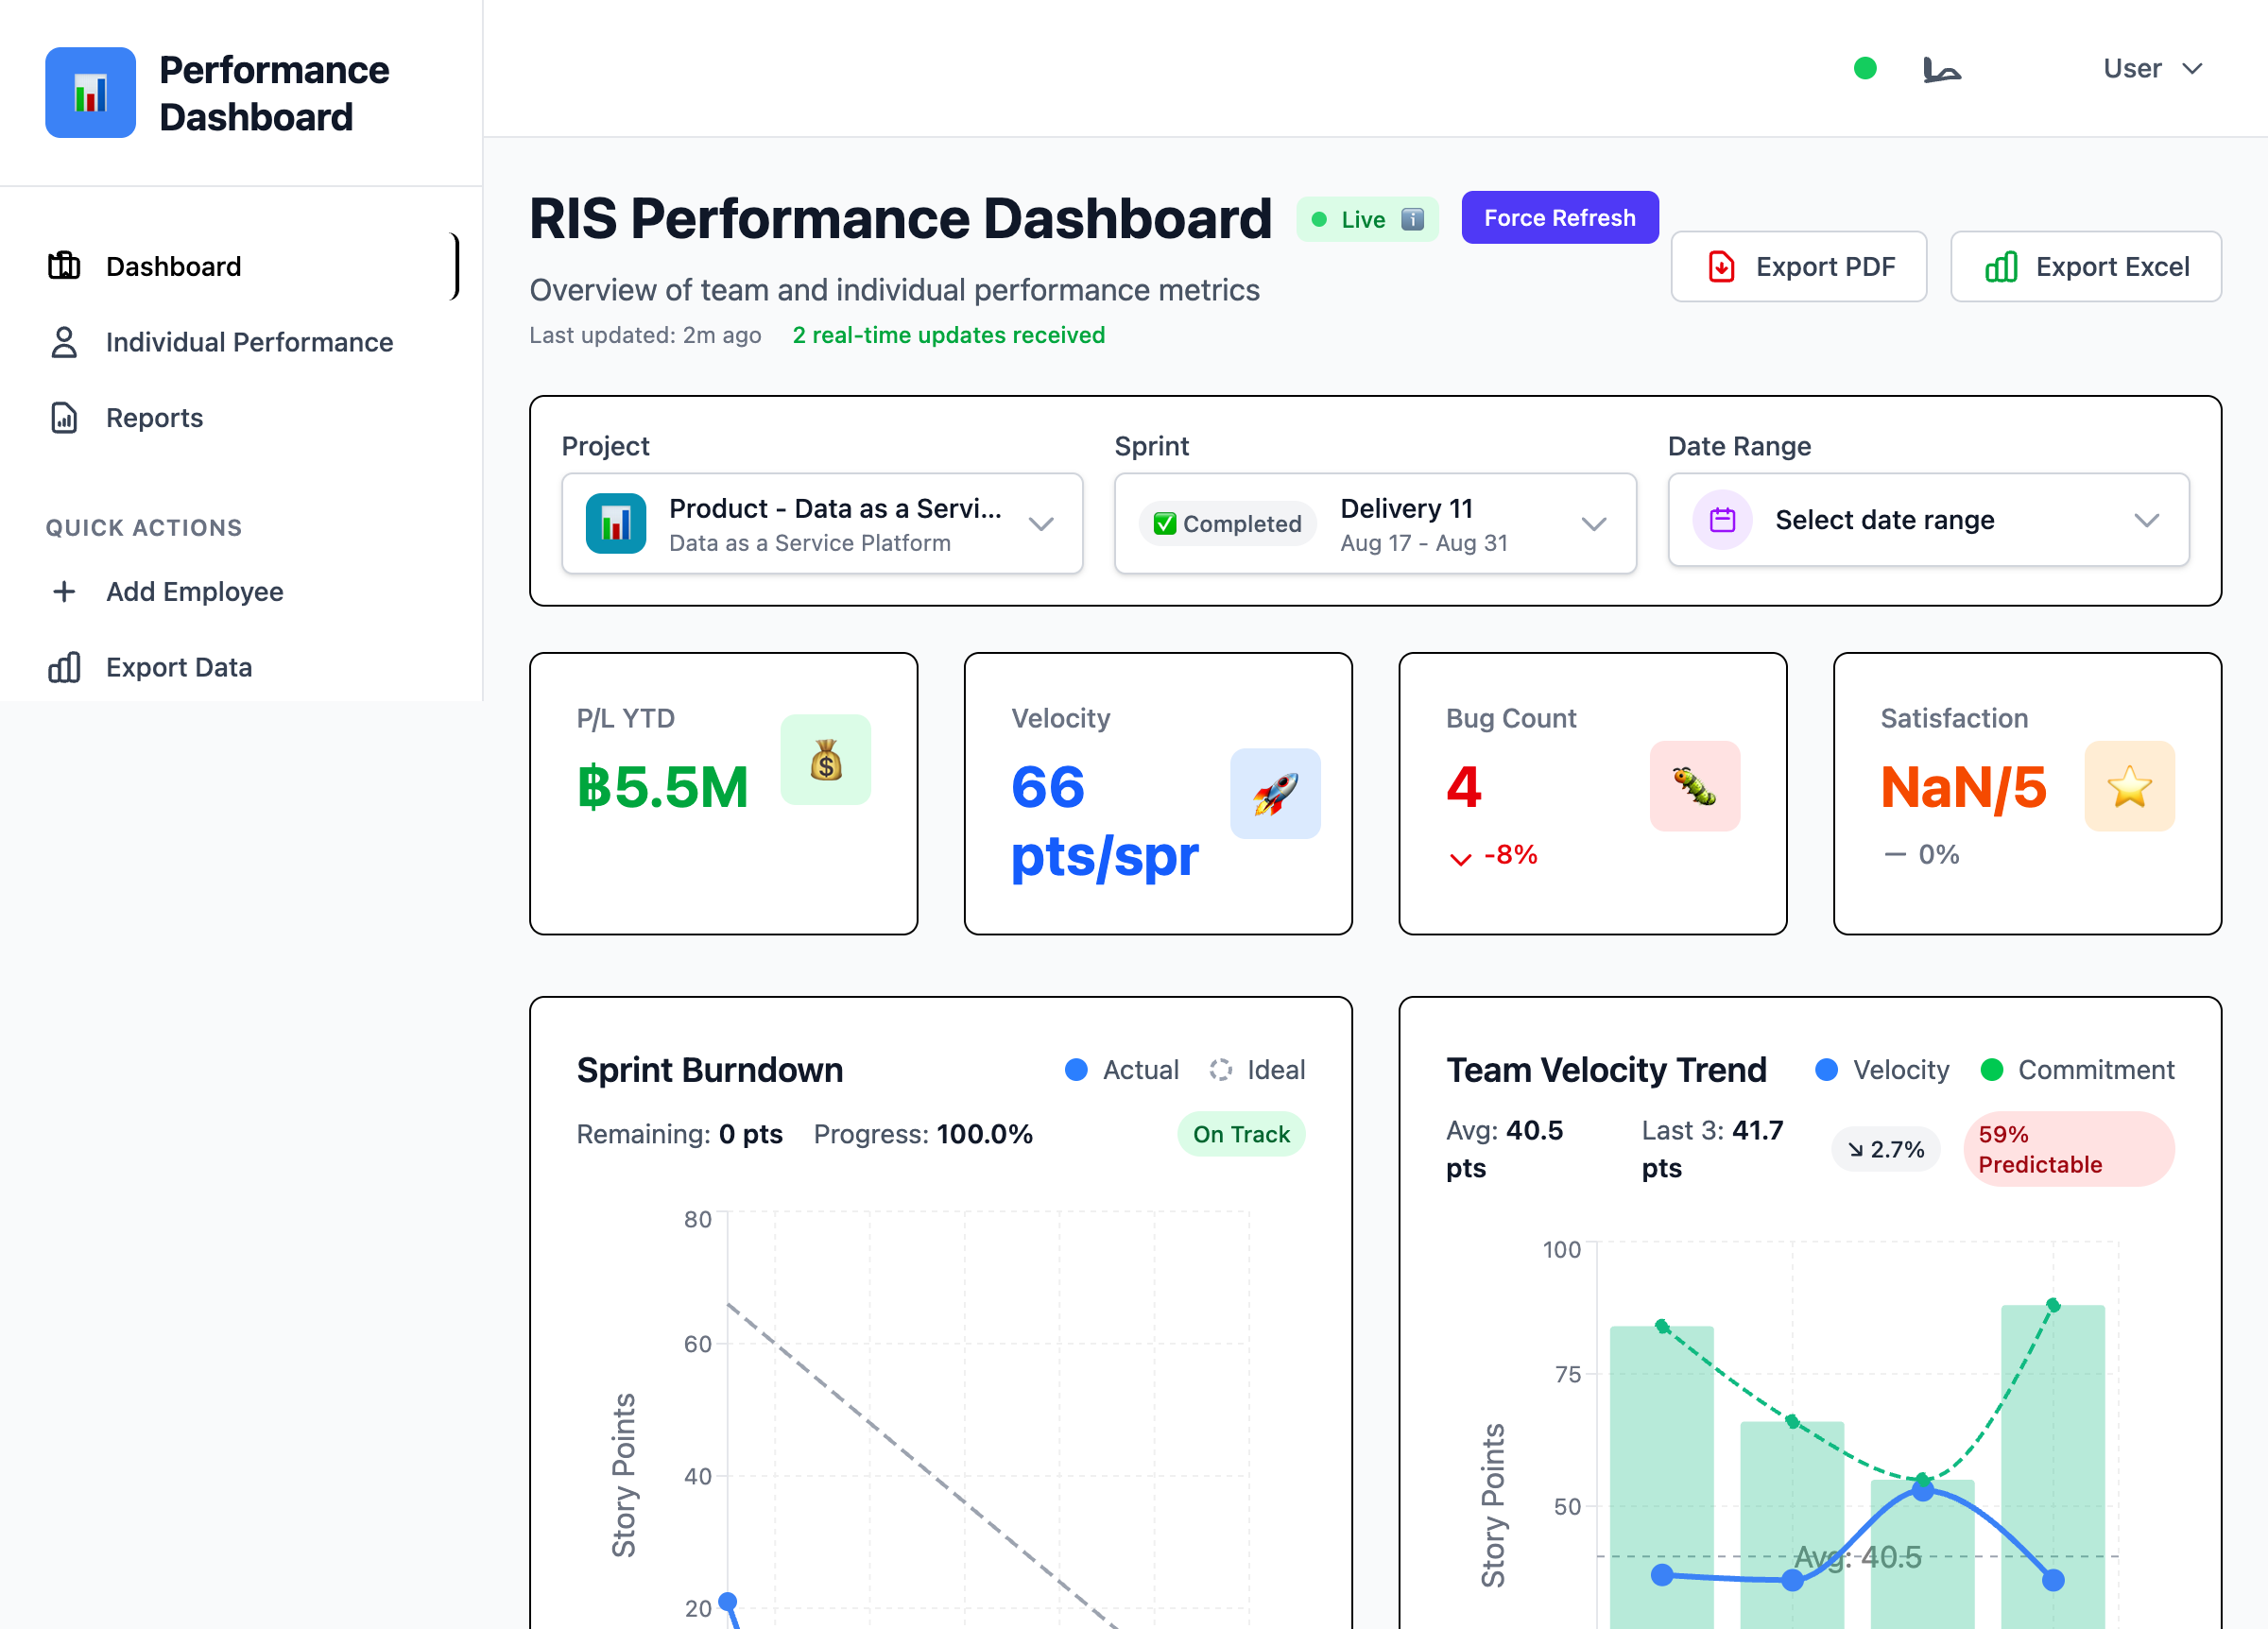 Performance
Dashboard
User
Dashboard
Individual Performance
Reports
QUICK ACTIONS
Add Employee
Export Data
RIS Performance Dashboard
Live
Force Refresh
Export PDF
Export Excel
Overview of team and individual performance metrics
Last updated: 2m ago 2 real-time updates received
Project
Product - Data as a Servi...
Data as a Service Platform
Sprint
Completed
Delivery 11
Aug 17 - Aug 31
Date Range
Select date range
P/L YTD
฿5.5M
Velocity
66
pts/spr
Bug Count
4
-8%
Satisfaction
NaN/5
0%
Sprint Burndown
Actual
Ideal
Remaining: 0 pts
Progress: 100.0%
On Track
80
60
40
20
Story Points
Team Velocity Trend
Velocity
Commitment
Avg: 40.5
pts
Last 3: 41.7
pts
↘ 2.7%
59%
Predictable
100
75
50
Story Points
Avg: 40.5